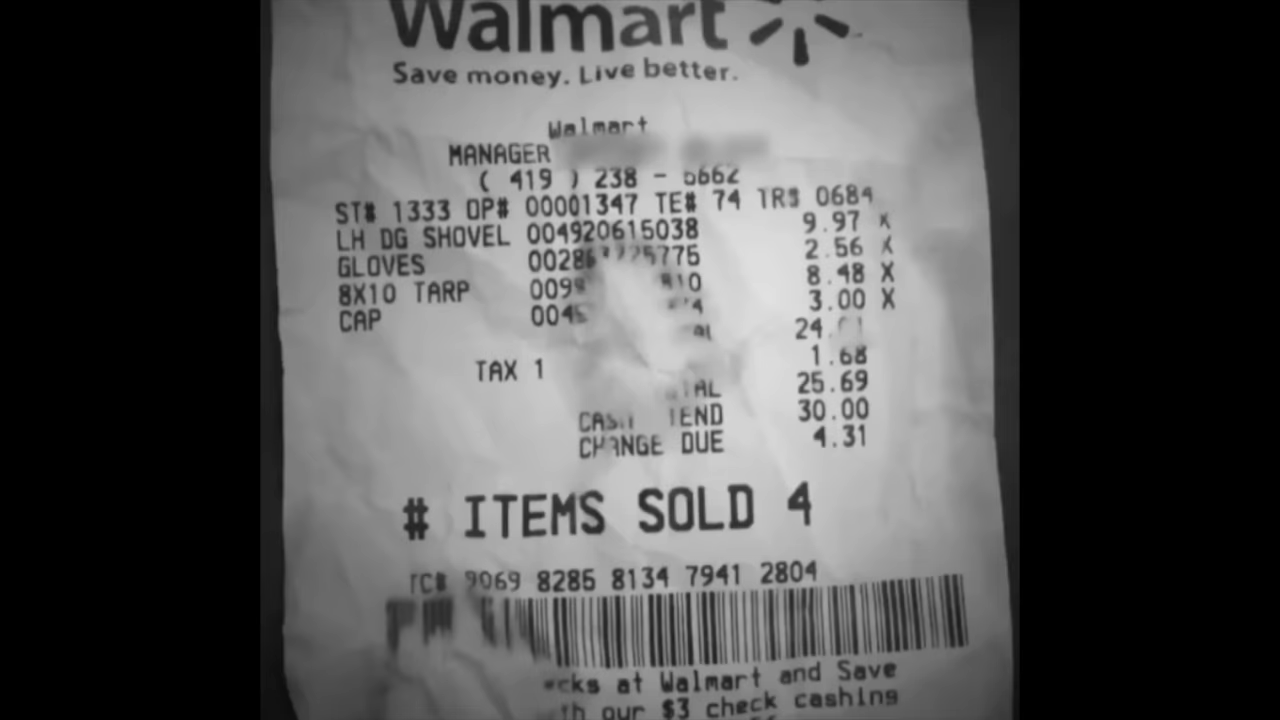 Walmart
Save money. Live better.
Walmart
MANAGER
( 419 ) 238 - 6662
ST# 1333 OP# 00001347 TE# 74 TR# 0684
LH DG SHOVEL 004920615038 9.97 X
GLOVES 2.56 X
8X10 TARP 8.48 X
CAP 3.00 X
TAX 1 1.68
25.69
CASH TEND 30.00
CHANGE DUE 4.31
# ITEMS SOLD 4
TC# 9069 8285 8134 7941 2804
at Walmart and Save
our $3 check cashing